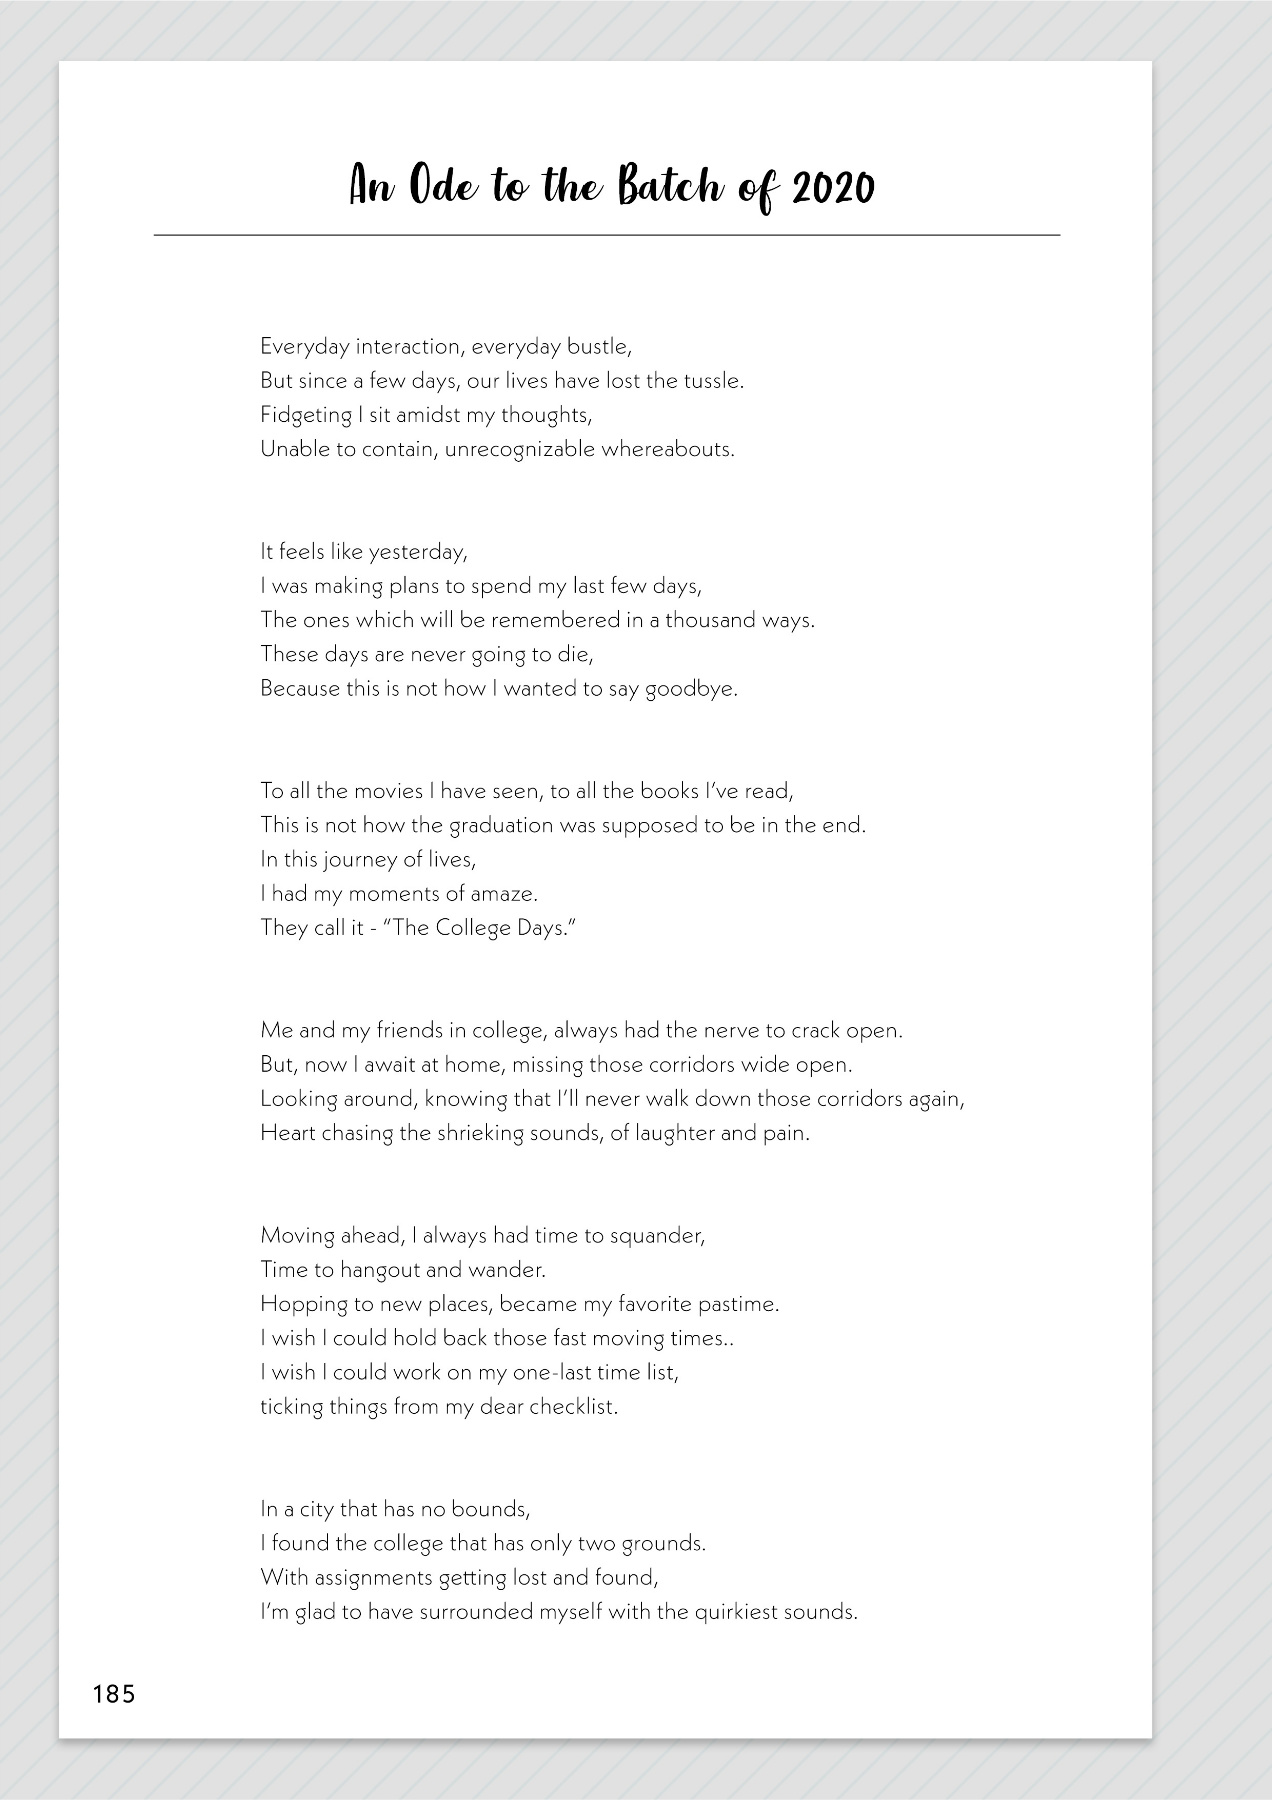 An Ode to the Batch of 2020
Everyday interaction, everyday bustle,
But since a few days, our lives have lost the tussle.
Fidgeting I sit amidst my thoughts,
Unable to contain, unrecognizable whereabouts.
It feels like yesterday,
I was making plans to spend my last few days,
The ones which will be remembered in a thousand ways.
These days are never going to die,
Because this is not how I wanted to say goodbye.
To all the movies I have seen, to all the books I've read,
This is not how the graduation was supposed to be in the end.
In this journey of lives,
I had my moments of amaze.
They call it - "The College Days."
Me and my friends in college, always had the nerve to crack open.
But, now I await at home, missing those corridors wide open.
Looking around, knowing that I'll never walk down those corridors again,
Heart chasing the shrieking sounds, of laughter and pain.
Moving ahead, I always had time to squander,
Time to hangout and wander.
Hopping to new places, became my favorite pastime.
I wish I could hold back those fast moving times..
I wish I could work on my one-last time list,
ticking things from my dear checklist.
In a city that has no bounds,
I found the college that has only two grounds.
With assignments getting lost and found,
I'm glad to have surrounded myself with the quirkiest sounds.
185